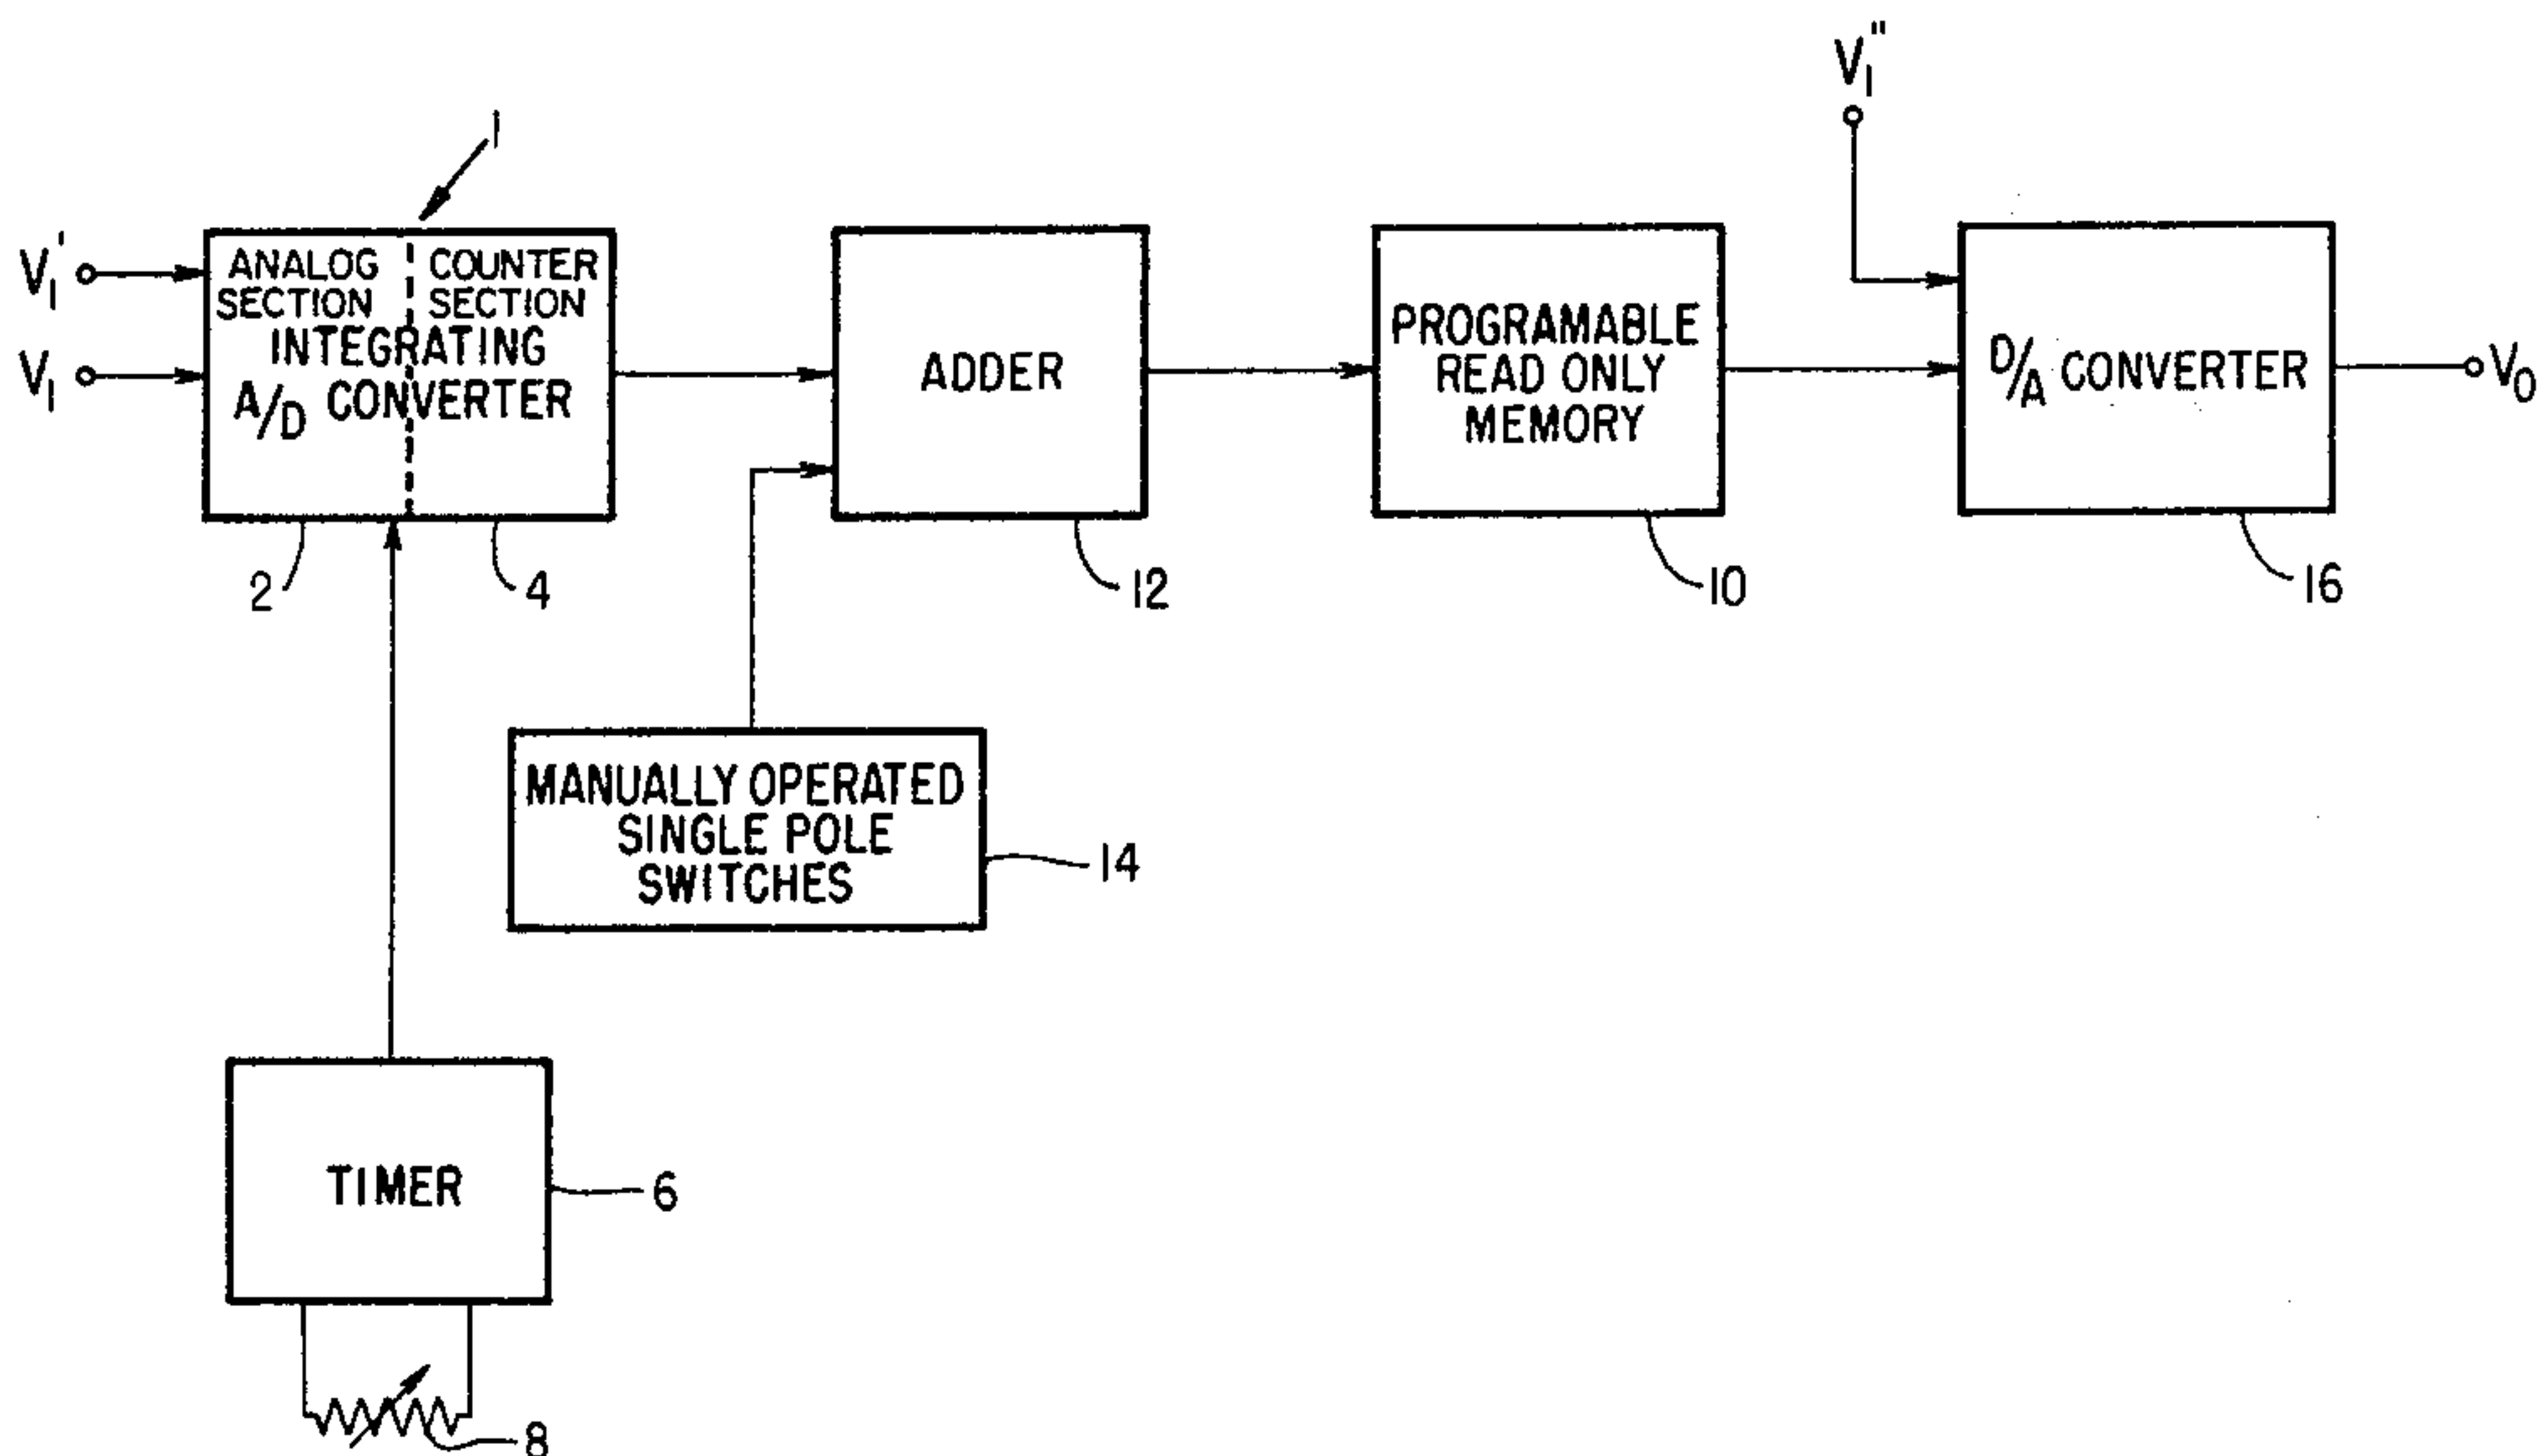 V₁''
1
V₁'
ANALOG SECTION
COUNTER SECTION
INTEGRATING
A/D CONVERTER
V₁
ADDER
PROGRAMABLE
READ ONLY
MEMORY
D/A CONVERTER
V₀
2
4
12
10
16
MANUALLY OPERATED
SINGLE POLE
SWITCHES
14
TIMER
6
8